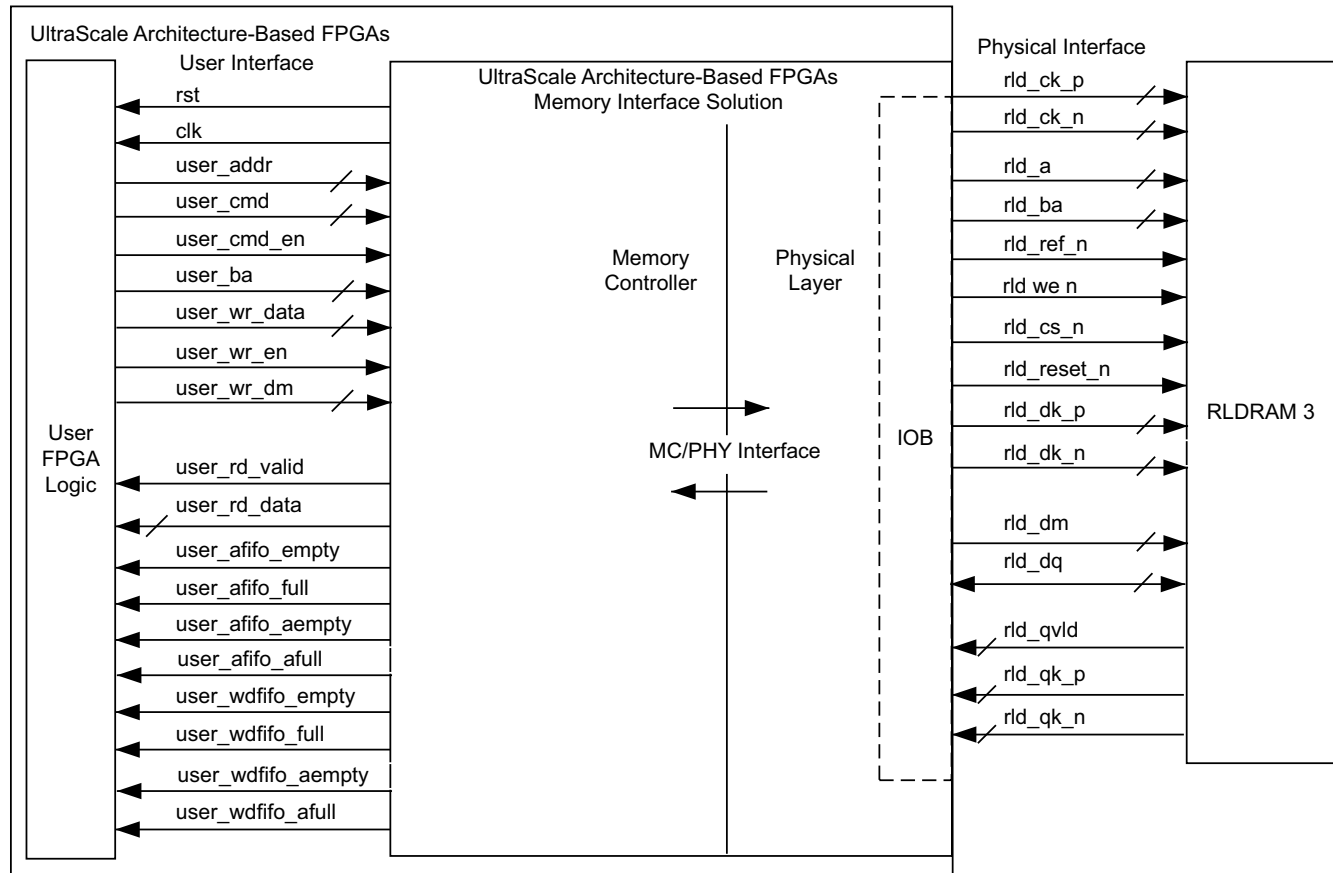 UltraScale Architecture-Based FPGAs
User Interface
Physical Interface
UltraScale Architecture-Based FPGAs
Memory Interface Solution
rst
clk
user_addr
user_cmd
user_cmd_en
user_ba
user_wr_data
user_wr_en
user_wr_dm
User
FPGA
Logic
user_rd_valid
user_rd_data
user_afifo_empty
user_afifo_full
user_afifo_aempty
user_afifo_afull
user_wdfifo_empty
user_wdfifo_full
user_wdfifo_aempty
user_wdfifo_afull
Memory
Controller
Physical
Layer
MC/PHY Interface
IOB
rld_ck_p
rld_ck_n
rld_a
rld_ba
rld_ref_n
rld we n
rld_cs_n
rld_reset_n
rld_dk_p
rld_dk_n
rld_dm
rld_dq
rld_qvld
rld_qk_p
rld_qk_n
RLDRAM 3